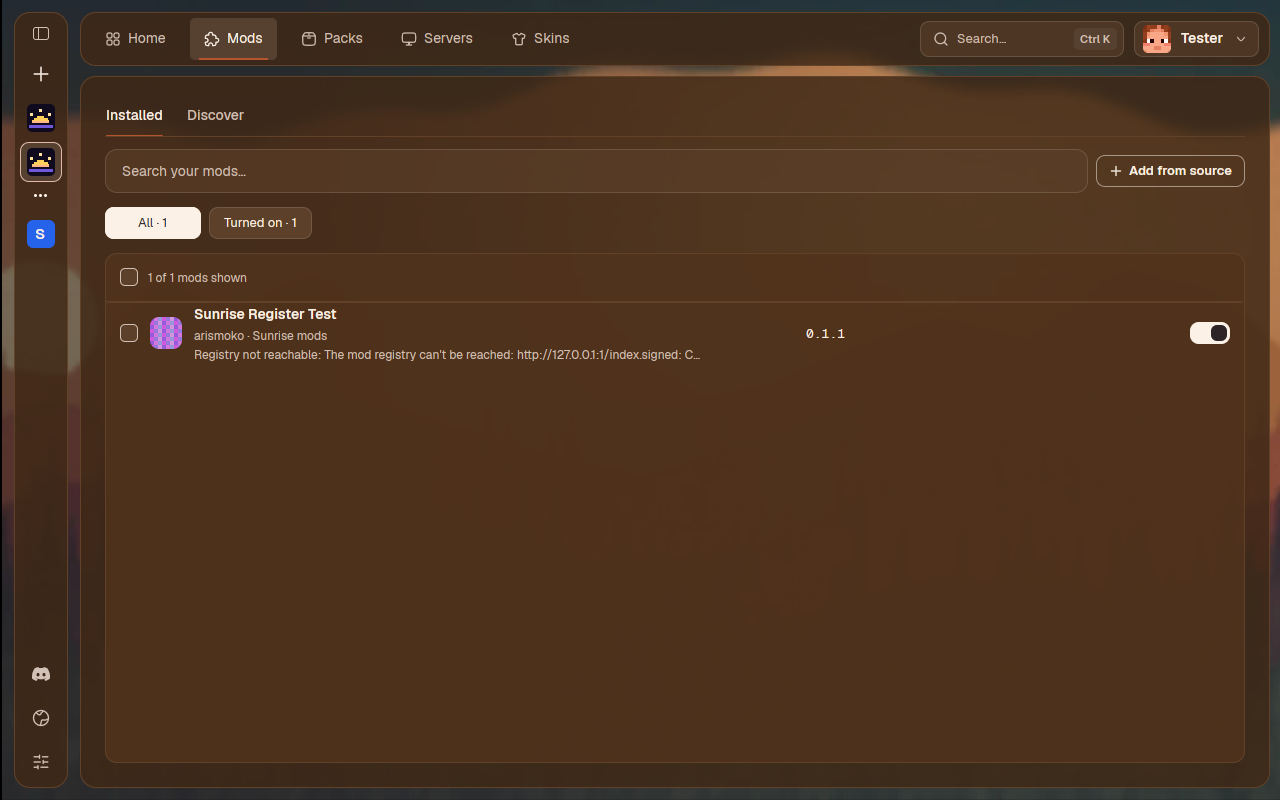 Home
Mods
Packs
Servers
Skins
Search...
Ctrl K
Tester
Installed
Discover
Search your mods...
Add from source
All · 1
Turned on · 1
S
1 of 1 mods shown
Sunrise Register Test
arismoko · Sunrise mods
0.1.1
Registry not reachable: The mod registry can't be reached: http://127.0.0.1:1/index.signed: C...